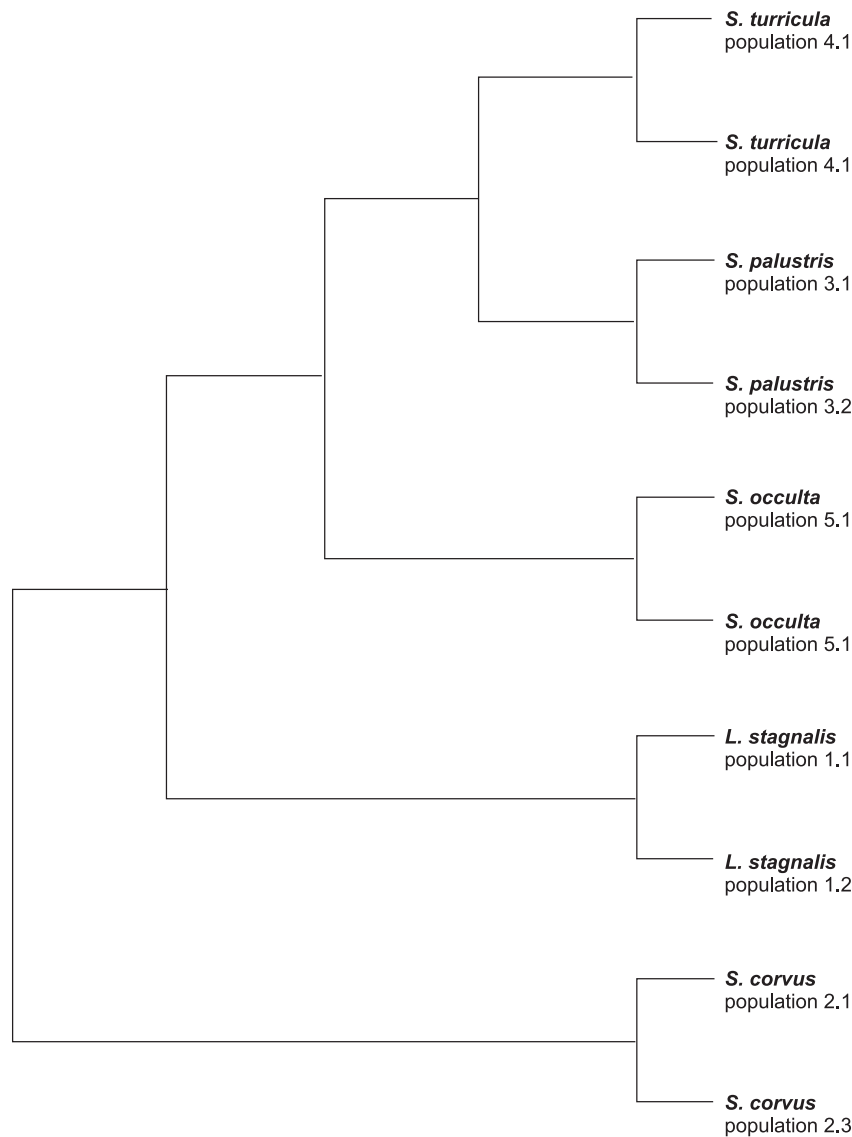 S. turricula
population 4.1
S. turricula
population 4.1
S. palustris
population 3.1
S. palustris
population 3.2
S. occulta
population 5.1
S. occulta
population 5.1
L. stagnalis
population 1.1
L. stagnalis
population 1.2
S. corvus
population 2.1
S. corvus
population 2.3